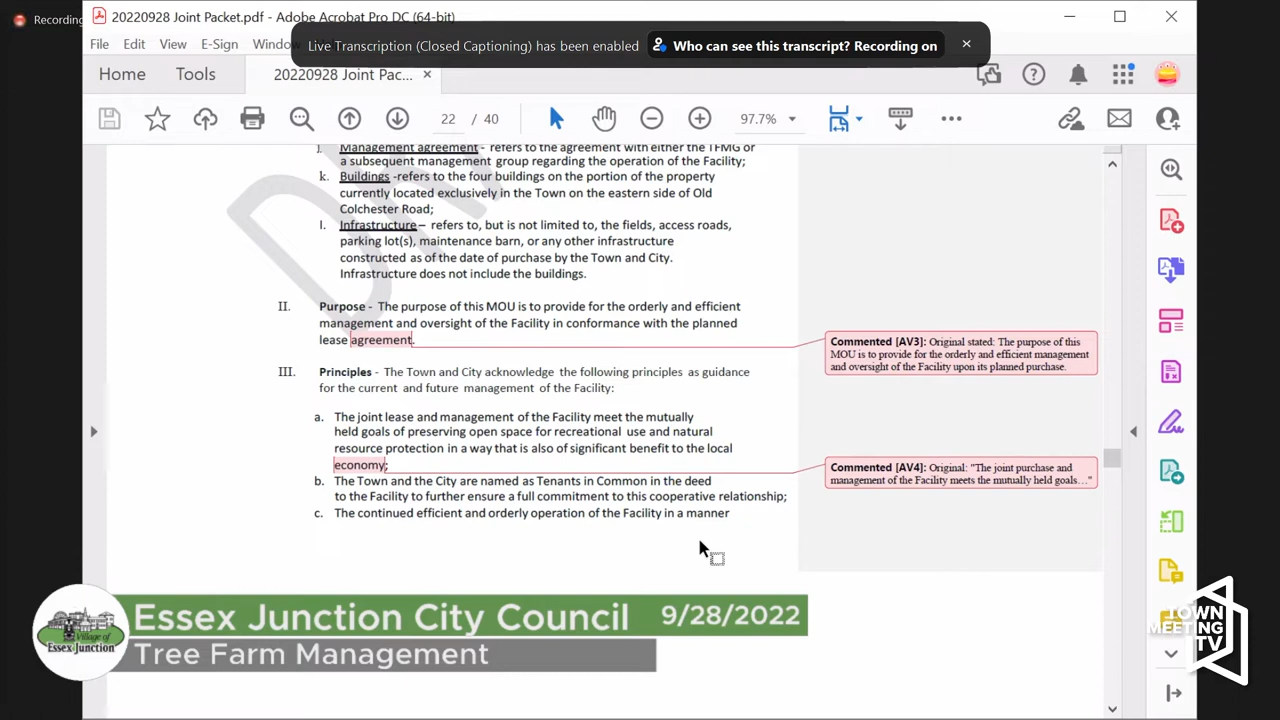 Recording
20220928 Joint Packet.pdf - Adobe Acrobat Pro DC (64-bit)
File Edit View E-Sign Window
Live Transcription (Closed Captioning) has been enabled Who can see this transcript? Recording on
Home Tools 20220928 Joint Pac...
22 / 40 97.7%
j. Management agreement - refers to the agreement with either the TFMG or
a subsequent management group regarding the operation of the Facility;
k. Buildings -refers to the four buildings on the portion of the property
currently located exclusively in the Town on the eastern side of Old
Colchester Road;
l. Infrastructure – refers to, but is not limited to, the fields, access roads,
parking lot(s), maintenance barn, or any other infrastructure
constructed as of the date of purchase by the Town and City.
Infrastructure does not include the buildings.
II. Purpose - The purpose of this MOU is to provide for the orderly and efficient
management and oversight of the Facility in conformance with the planned
lease agreement.
Commented [AV3]: Original stated: The purpose of this
MOU is to provide for the orderly and efficient management
and oversight of the Facility upon its planned purchase.
III. Principles - The Town and City acknowledge the following principles as guidance
for the current and future management of the Facility:
a. The joint lease and management of the Facility meet the mutually
held goals of preserving open space for recreational use and natural
resource protection in a way that is also of significant benefit to the local
economy;
Commented [AV4]: Original: "The joint purchase and
management of the Facility meets the mutually held goals…"
b. The Town and the City are named as Tenants in Common in the deed
to the Facility to further ensure a full commitment to this cooperative relationship;
c. The continued efficient and orderly operation of the Facility in a manner
Essex Junction City Council 9/28/2022
Tree Farm Management
Village of
Essex Junction
TOWN
MEETING
TV